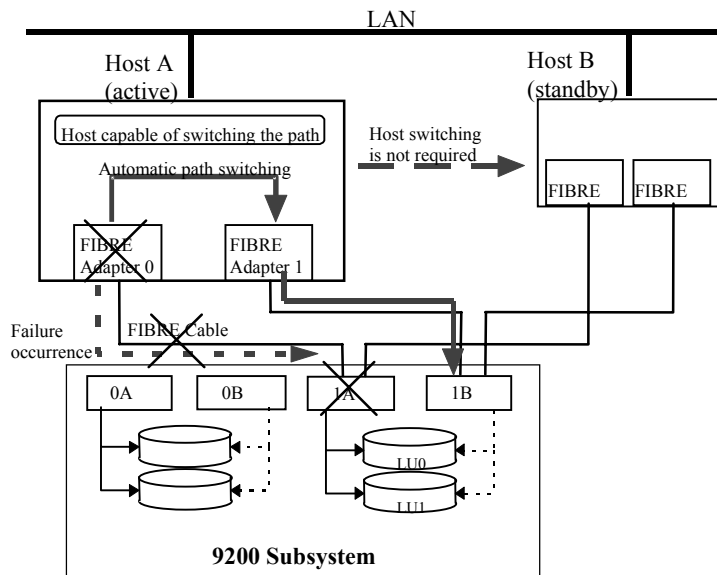 LAN
Host A
(active)
Host B
(standby)
Host capable of switching the path
Automatic path switching
Host switching
is not required
FIBRE
Adapter 0
FIBRE
Adapter 1
FIBRE
FIBRE
Failure
occurrence
FIBRE Cable
0A
0B
1A
1B
LU0
LU1
9200 Subsystem